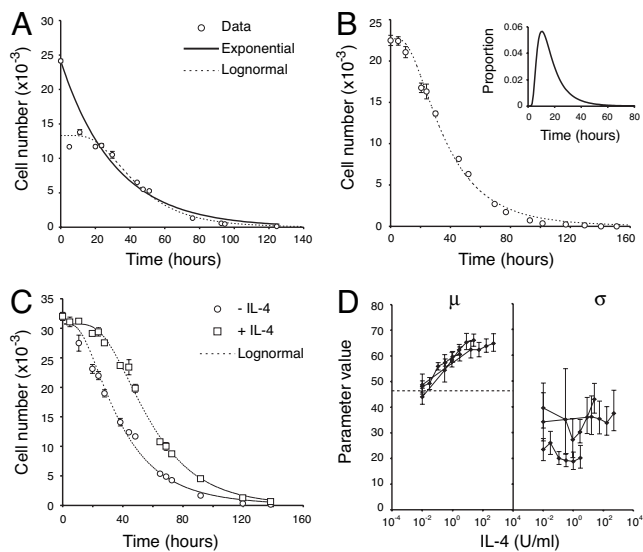 A
Data
Exponential
Lognormal
Cell number (x10⁻³)
30
25
20
15
10
5
0
0 20 40 60 80 100 120 140
Time (hours)
B
Cell number (x10⁻³)
25
20
15
10
5
0
0 40 80 120 160
Time (hours)
Proportion
0.06
0.04
0.02
0
0 20 40 60 80
Time (hours)
C
- IL-4
+ IL-4
Lognormal
Cell number (x10⁻³)
35
30
25
20
15
10
5
0
0 40 80 120 160
Time (hours)
D
μ σ
Parameter value
80
70
60
50
40
30
20
10
0
10⁻⁴ 10⁻² 10⁰ 10² 10⁴ 10⁻² 10⁰ 10² 10⁴
IL-4 (U/ml)